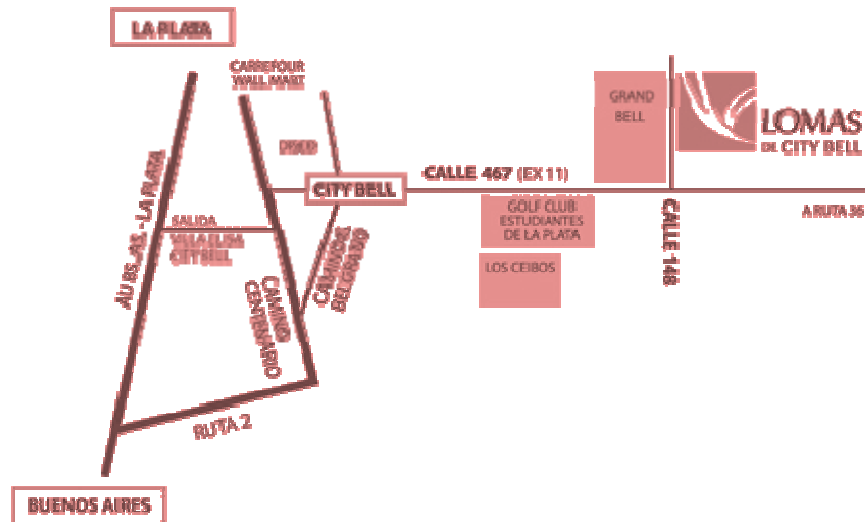 LA PLATA
CARREFOUR
WALL MART
GRAND
BELL
LOMAS
DE CITY BELL
CALLE 467 (EX 11)
CITY BELL
GOLF CLUB
ESTUDIANTES
DE LA PLATA
A RUTA 36
SALIDA
VILLA ELISA
CITY BELL
AU BS. AS. - LA PLATA
CAMINO
CENTENARIO
BELGRANO
CALLE 148
LOS CEIBOS
RUTA 2
BUENOS AIRES